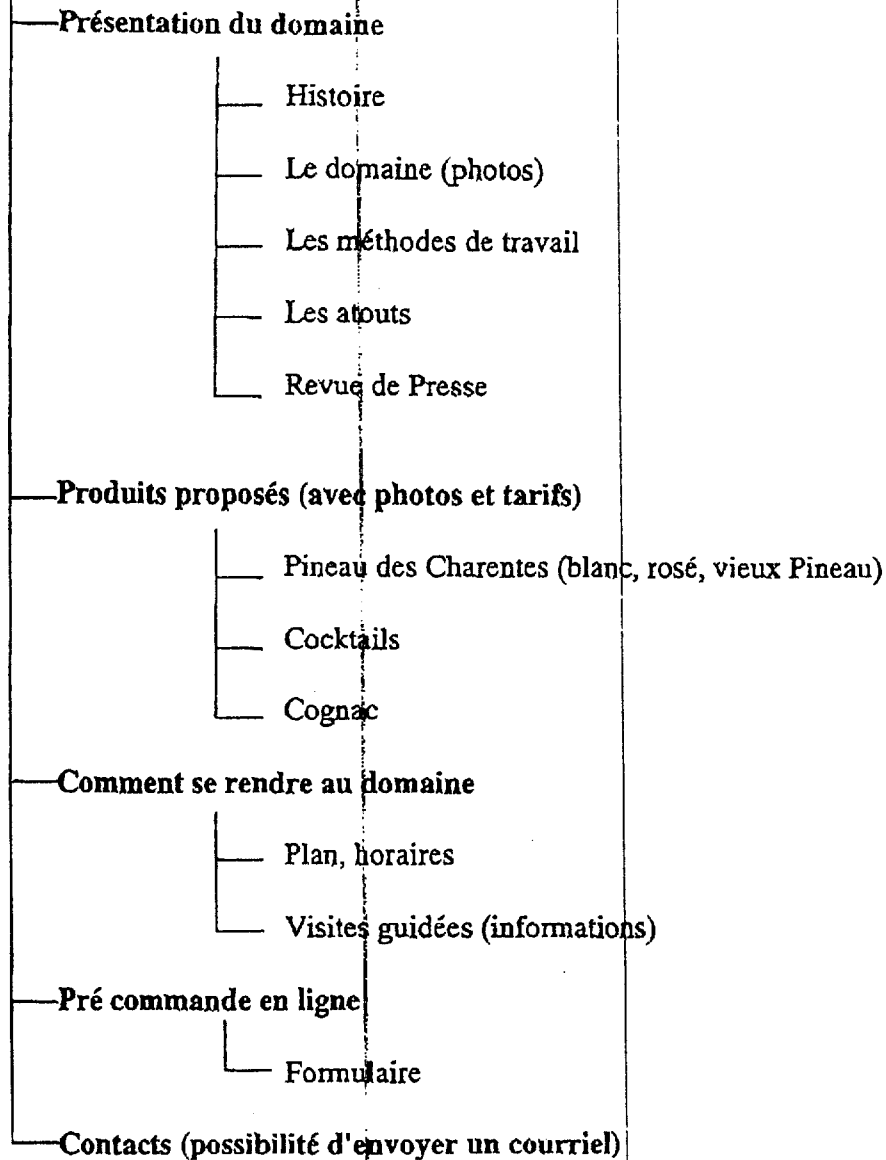 Présentation du domaine
Histoire
Le domaine (photos)
Les méthodes de travail
Les atouts
Revue de Presse
Produits proposés (avec photos et tarifs)
Pineau des Charentes (blanc, rosé, vieux Pineau)
Cocktails
Cognac
Comment se rendre au domaine
Plan, horaires
Visites guidées (informations)
Pré commande en ligne
Formulaire
Contacts (possibilité d'envoyer un courriel)